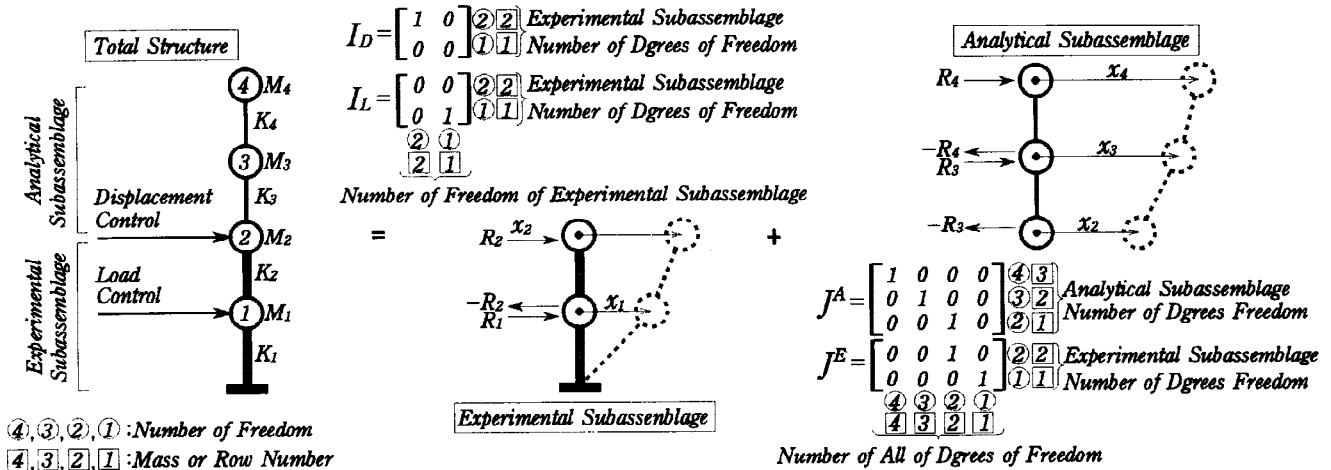 Total Structure
4 M4
K4
3 M3
K3
2 M2
K2
1 M1
K1
Analytical
Subassemblage
Experimental
Subassemblage
Displacement
Control
Load
Control
④,③,②,① :Number of Freedom
4,3,2,1 :Mass or Row Number
I_D= [1 0 ② 2 Experimental Subassemblage
0 0] ① 1 Number of Dgrees of Freedom
I_L= [0 0 ② 2 Experimental Subassemblage
0 1] ① 1 Number of Dgrees of Freedom
② ①
2 1
Number of Freedom of Experimental Subassemblage
=
R2 x2
-R2
R1 x1
Experimental Subassenblage
+
Analytical Subassemblage
R4 x4
-R4
R3 x3
-R3 x2
J^A= [1 0 0 0 ④ 3
0 1 0 0 ③ 2 Analytical Subassemblage
0 0 1 0] ② 1 Number of Dgrees Freedom
J^E= [0 0 1 0 ② 2 Experimental Subassemblage
0 0 0 1] ① 1 Number of Dgrees Freedom
④ ③ ② ①
4 3 2 1
Number of All of Dgrees of Freedom